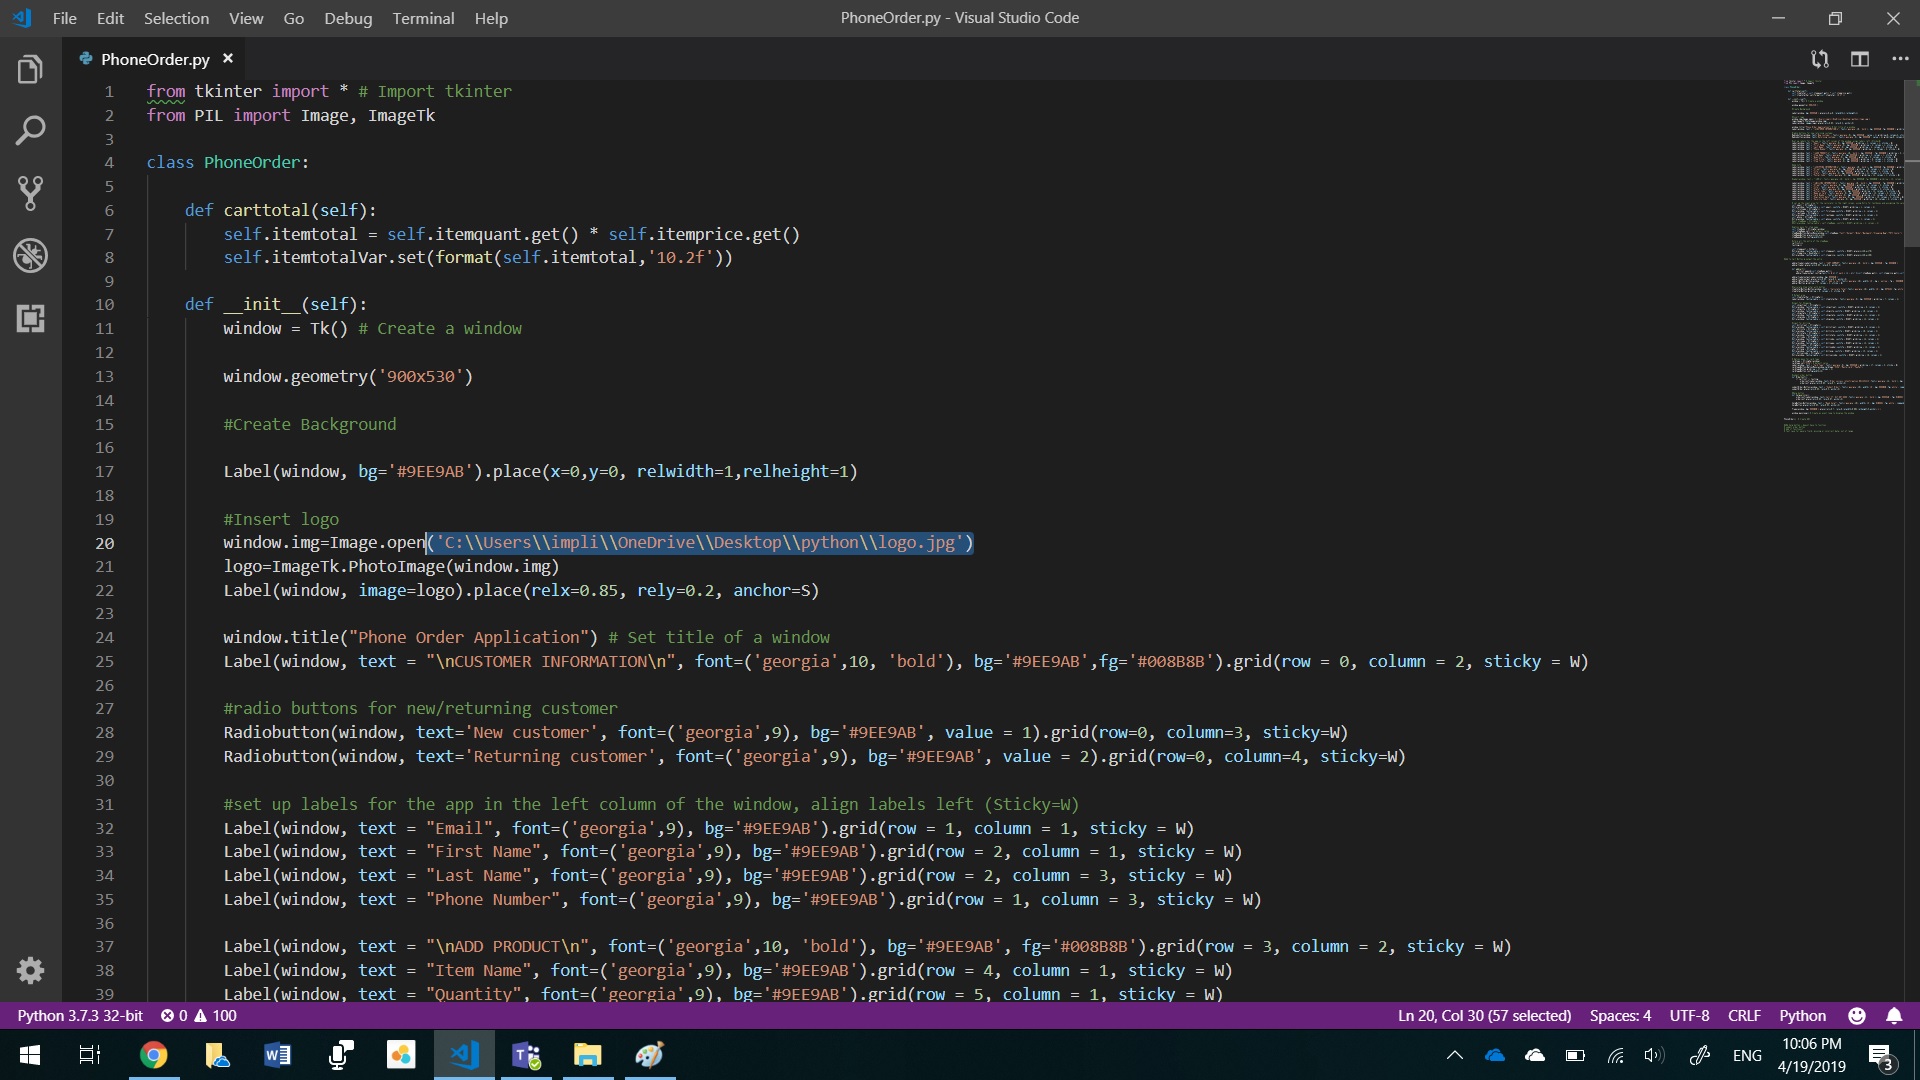 File Edit Selection View Go Debug Terminal Help PhoneOrder.py - Visual Studio Code
PhoneOrder.py
1 from tkinter import * # Import tkinter
2 from PIL import Image, ImageTk
3
4 class PhoneOrder:
5
6 def carttotal(self):
7 self.itemtotal = self.itemquant.get() * self.itemprice.get()
8 self.itemtotalVar.set(format(self.itemtotal,'10.2f'))
9
10 def __init__(self):
11 window = Tk() # Create a window
12
13 window.geometry('900x530')
14
15 #Create Background
16
17 Label(window, bg='#9EE9AB').place(x=0,y=0, relwidth=1,relheight=1)
18
19 #Insert logo
20 window.img=Image.open('C:\\Users\\impli\\OneDrive\\Desktop\\python\\logo.jpg')
21 logo=ImageTk.PhotoImage(window.img)
22 Label(window, image=logo).place(relx=0.85, rely=0.2, anchor=S)
23
24 window.title("Phone Order Application") # Set title of a window
25 Label(window, text = "\nCUSTOMER INFORMATION\n", font=('georgia',10, 'bold'), bg='#9EE9AB',fg='#008B8B').grid(row = 0, column = 2, sticky = W)
26
27 #radio buttons for new/returning customer
28 Radiobutton(window, text='New customer', font=('georgia',9), bg='#9EE9AB', value = 1).grid(row=0, column=3, sticky=W)
29 Radiobutton(window, text='Returning customer', font=('georgia',9), bg='#9EE9AB', value = 2).grid(row=0, column=4, sticky=W)
30
31 #set up labels for the app in the left column of the window, align labels left (Sticky=W)
32 Label(window, text = "Email", font=('georgia',9), bg='#9EE9AB').grid(row = 1, column = 1, sticky = W)
33 Label(window, text = "First Name", font=('georgia',9), bg='#9EE9AB').grid(row = 2, column = 1, sticky = W)
34 Label(window, text = "Last Name", font=('georgia',9), bg='#9EE9AB').grid(row = 2, column = 3, sticky = W)
35 Label(window, text = "Phone Number", font=('georgia',9), bg='#9EE9AB').grid(row = 1, column = 3, sticky = W)
36
37 Label(window, text = "\nADD PRODUCT\n", font=('georgia',10, 'bold'), bg='#9EE9AB', fg='#008B8B').grid(row = 3, column = 2, sticky = W)
38 Label(window, text = "Item Name", font=('georgia',9), bg='#9EE9AB').grid(row = 4, column = 1, sticky = W)
39 Label(window, text = "Quantity", font=('georgia',9), bg='#9EE9AB').grid(row = 5, column = 1, sticky = W)
Python 3.7.3 32-bit 0 100 Ln 20, Col 30 (57 selected) Spaces: 4 UTF-8 CRLF Python
ENG 10:06 PM
4/19/2019 3